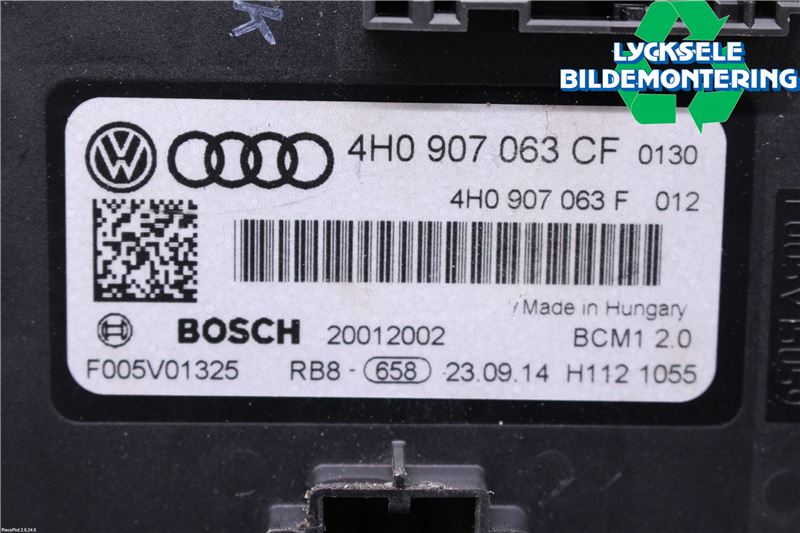 K
LYCKSELE
BILDEMONTERING
4H0 907 063 CF 0130
4H0 907 063 F 012
Made in Hungary
BOSCH 20012002 BCM1 2.0
F005V01325 RB8 - 658 23.09.14 H112 1055